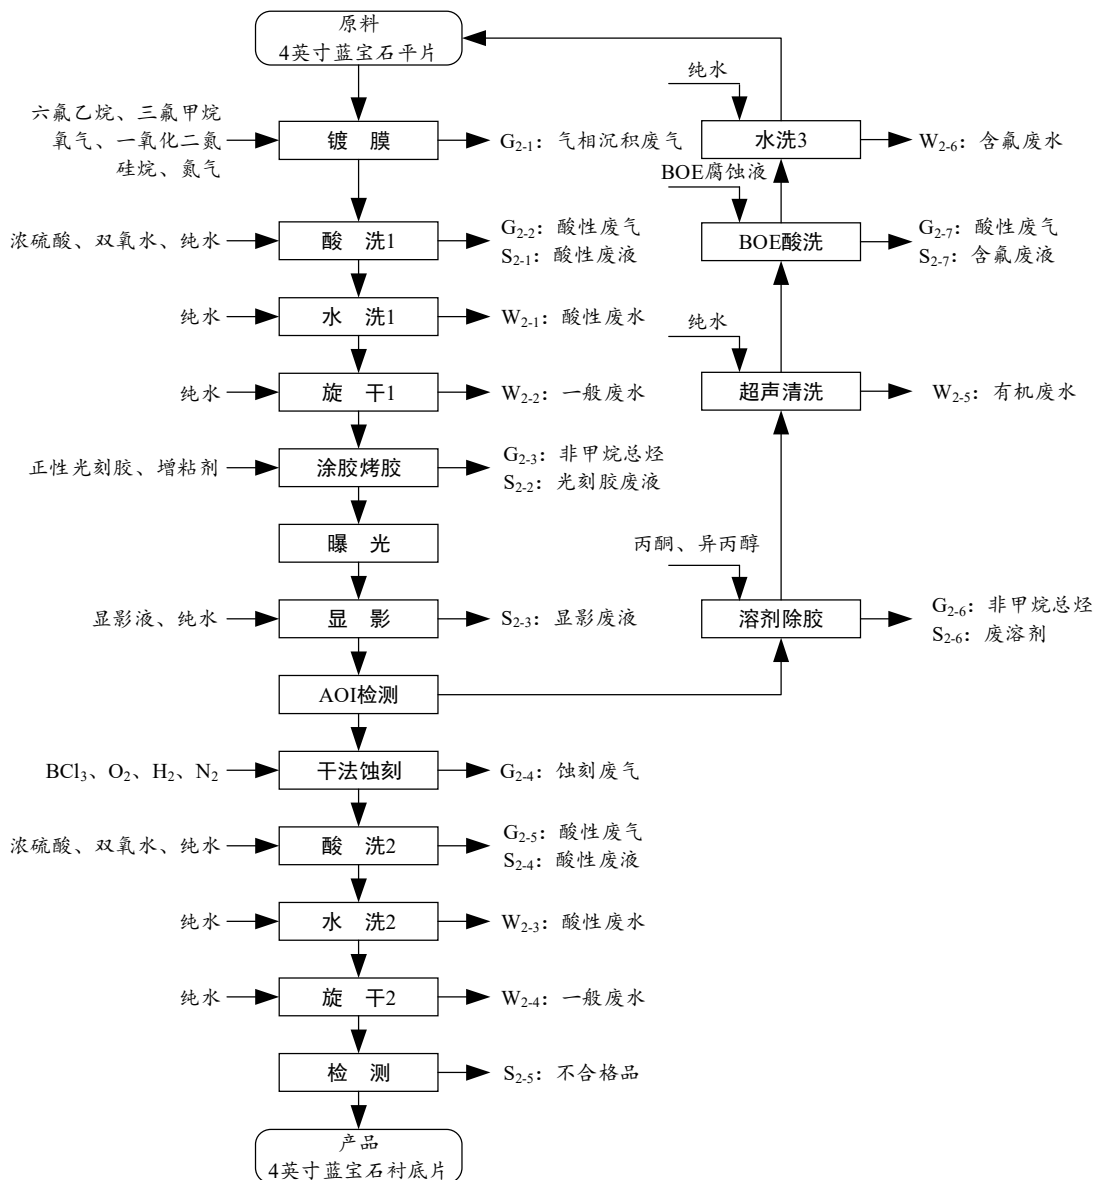 原料
4英寸蓝宝石平片
纯水
六氟乙烷、三氟甲烷
氧气、一氧化二氮
硅烷、氮气
镀 膜
G2-1：气相沉积废气
水洗3
W2-6：含氟废水
BOE腐蚀液
浓硫酸、双氧水、纯水
酸 洗1
G2-2：酸性废气
S2-1：酸性废液
BOE酸洗
G2-7：酸性废气
S2-7：含氟废液
纯水
水 洗1
W2-1：酸性废水
纯水
纯水
旋 干1
W2-2：一般废水
超声清洗
W2-5：有机废水
正性光刻胶、增粘剂
涂胶烤胶
G2-3：非甲烷总烃
S2-2：光刻胶废液
曝 光
丙酮、异丙醇
显影液、纯水
显 影
S2-3：显影废液
溶剂除胶
G2-6：非甲烷总烃
S2-6：废溶剂
AOI检测
BCl3、O2、H2、N2
干法蚀刻
G2-4：蚀刻废气
浓硫酸、双氧水、纯水
酸 洗2
G2-5：酸性废气
S2-4：酸性废液
纯水
水 洗2
W2-3：酸性废水
纯水
旋 干2
W2-4：一般废水
检 测
S2-5：不合格品
产品
4英寸蓝宝石衬底片